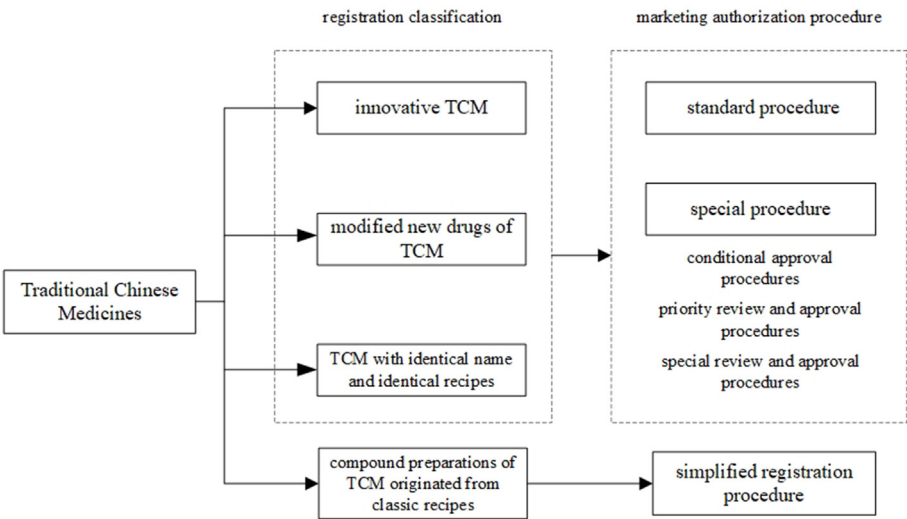 registration classification
marketing authorization procedure
innovative TCM
standard procedure
modified new drugs of
TCM
special procedure
conditional approval
procedures
priority review and approval
procedures
special review and approval
procedures
Traditional Chinese
Medicines
TCM with identical name
and identical recipes
compound preparations of
TCM originated from
classic recipes
simplified registration
procedure